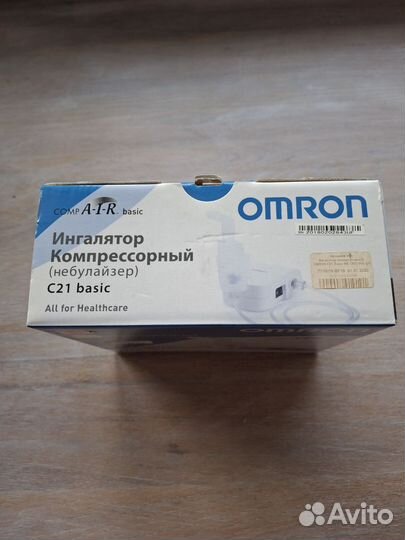 COMP A-I-R basic
OMRON
Ингалятор
Компрессорный
(небулайзер)
C21 basic
All for Healthcare
Avito